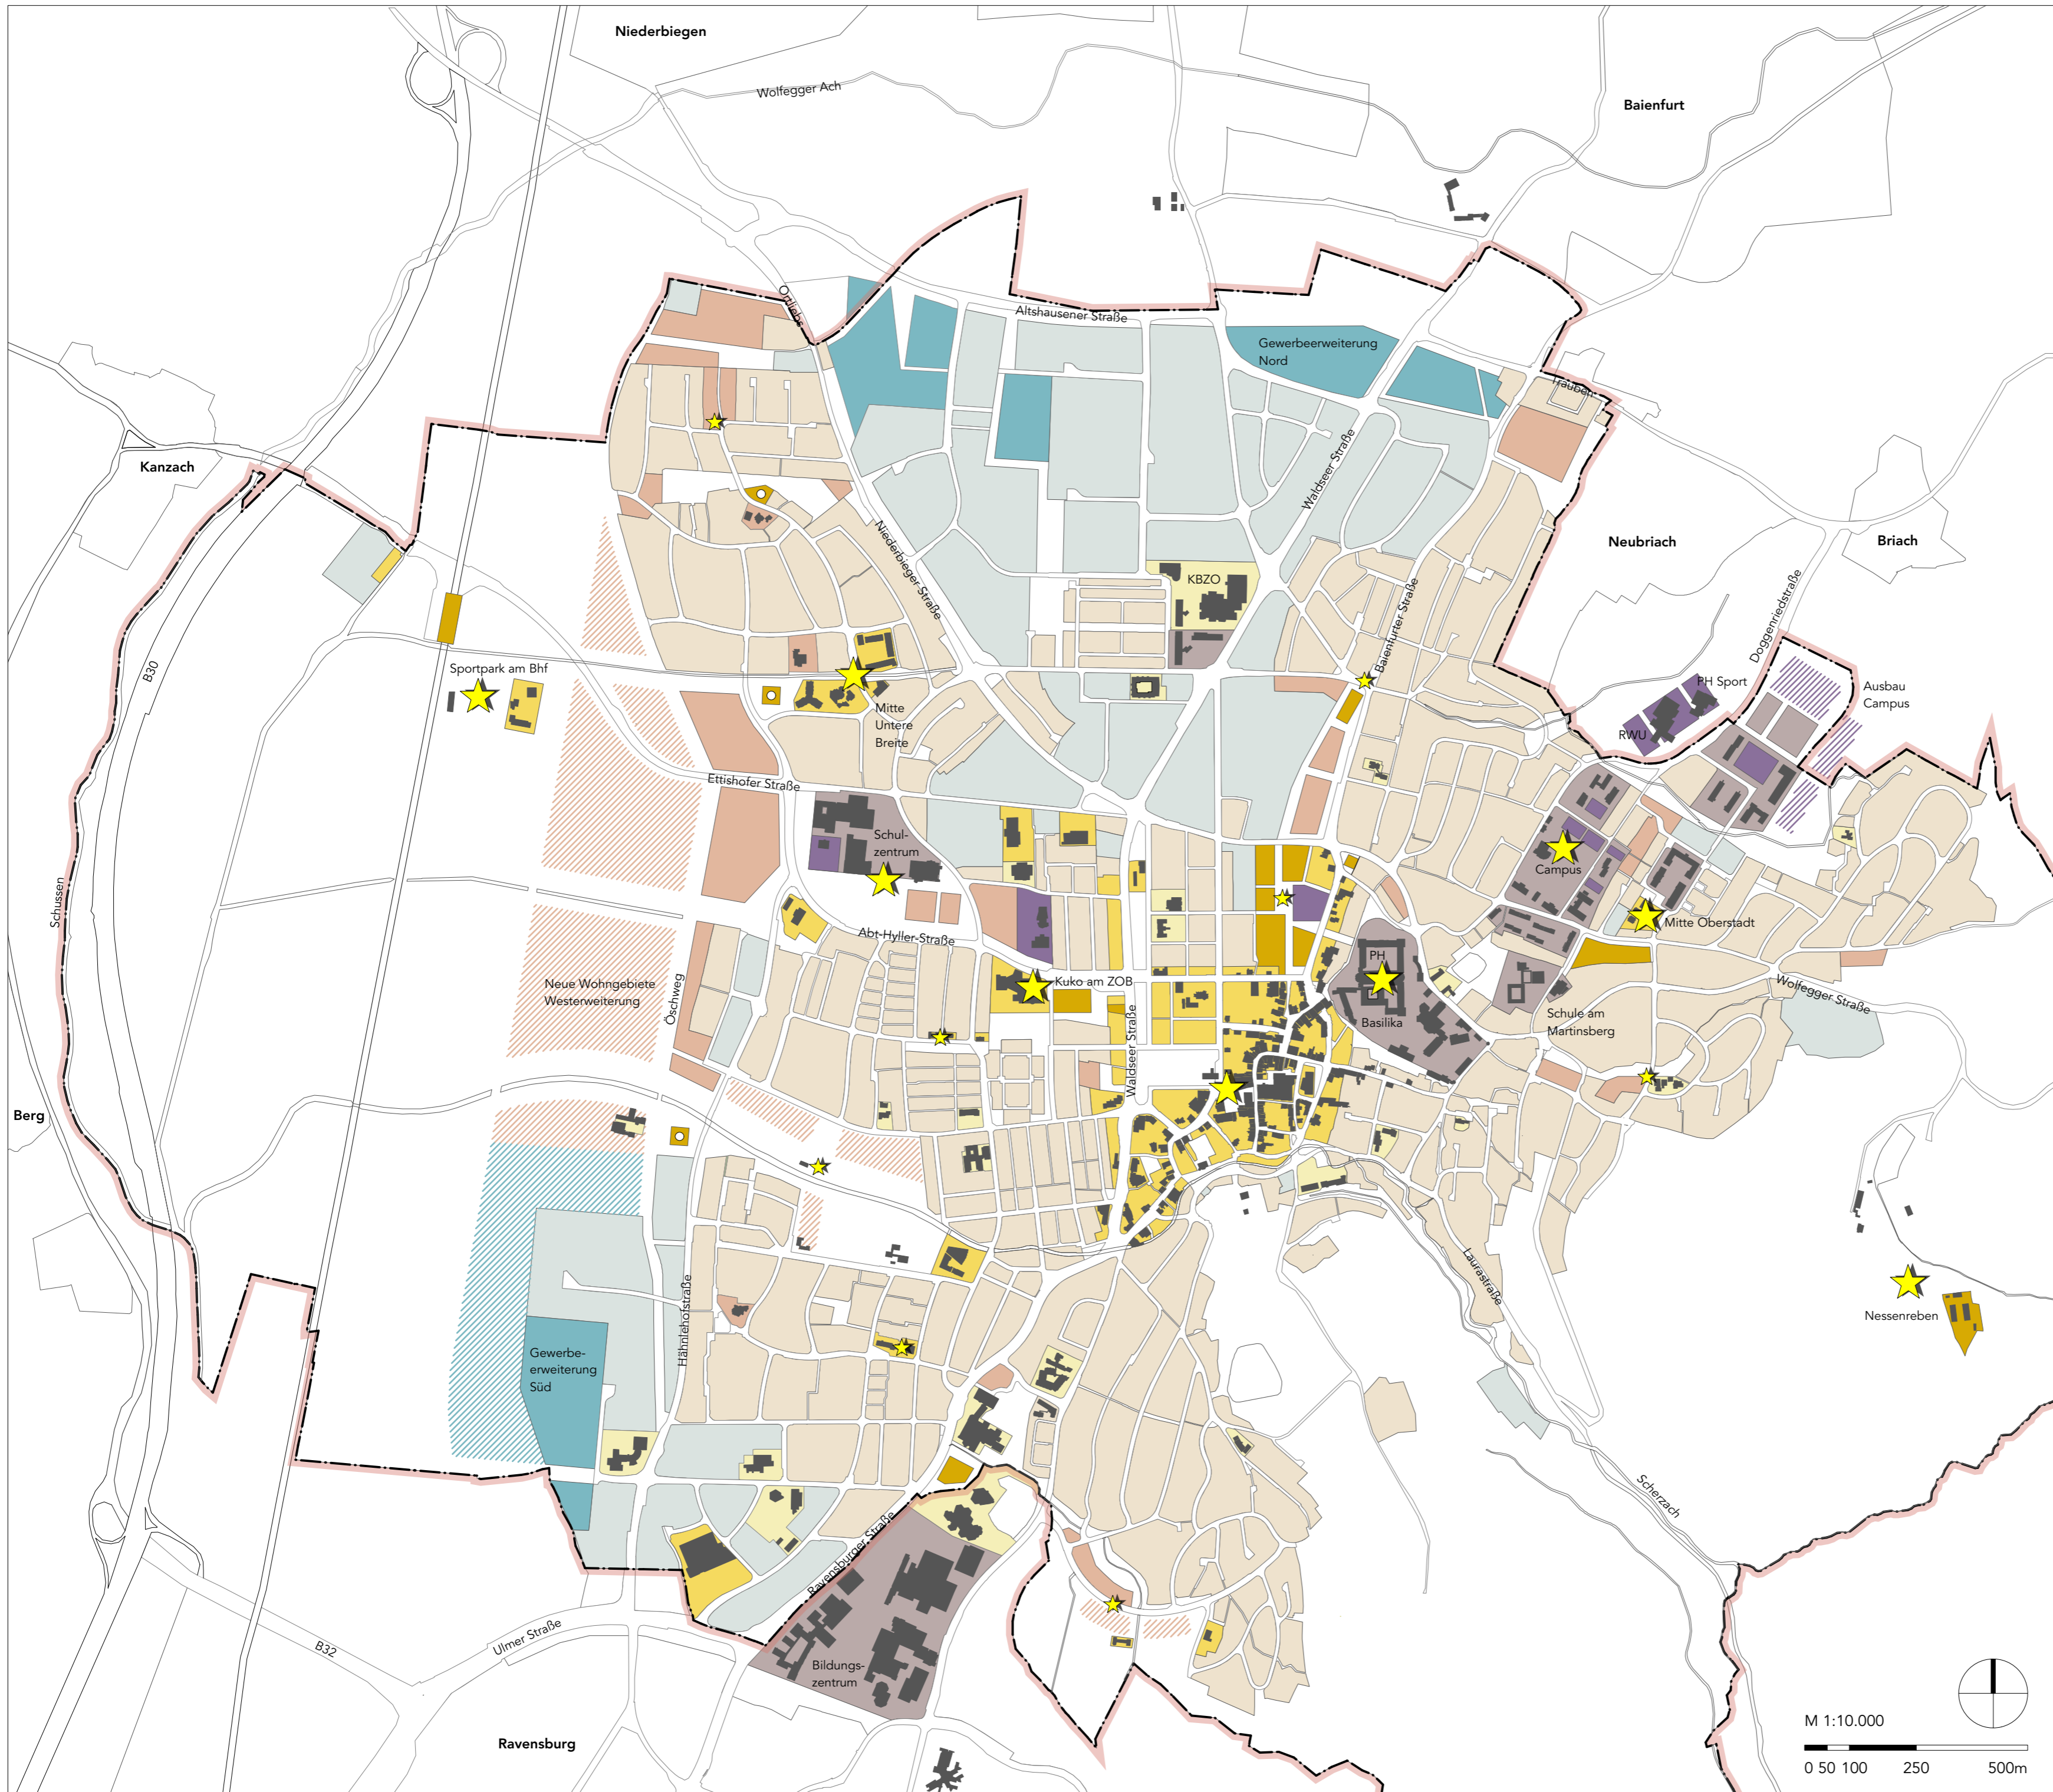 Niederbiegen
Wolfegger Ach
Baienfurt
Ortliebs
Altshausener Straße
Gewerbeerweiterung
Nord
Trauben
Kanzach
Waldseer Straße
Niederbieger Straße
Neubriach
Briach
KBZO
Baienfurter Straße
Doggenriedstraße
B30
Sportpark am Bhf
PH Sport
Ausbau
Campus
RWU
Mitte
Untere
Breite
Ettishofer Straße
Schul-
zentrum
Campus
Schussen
Mitte Oberstadt
Abt-Hyller-Straße
PH
Kuko am ZOB
Neue Wohngebiete
Westerweiterung
Öschweg
Wolfegger Straße
Basilika
Schule am
Martinsberg
Waldseer Straße
Berg
Laurastraße
Hähnlehofstraße
Nessenreben
Gewerbe-
erweiterung
Süd
Scherzach
Ravensburger Straße
Ulmer Straße
B32
Bildungs-
zentrum
Ravensburg
M 1:10.000
0 50 100 250 500m